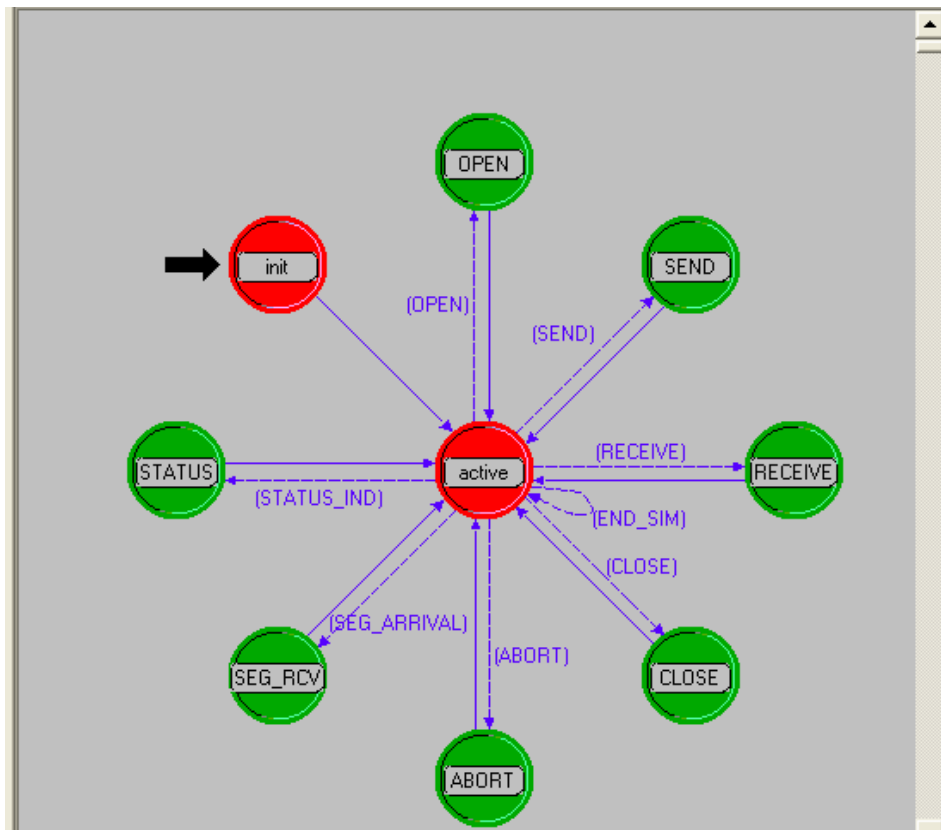 OPEN
init
SEND
(OPEN)
(SEND)
(RECEIVE)
STATUS
active
RECEIVE
(STATUS_IND)
(END_SIM)
(CLOSE)
(SEG_ARRIVAL)
(ABORT)
SEG_RCV
CLOSE
ABORT